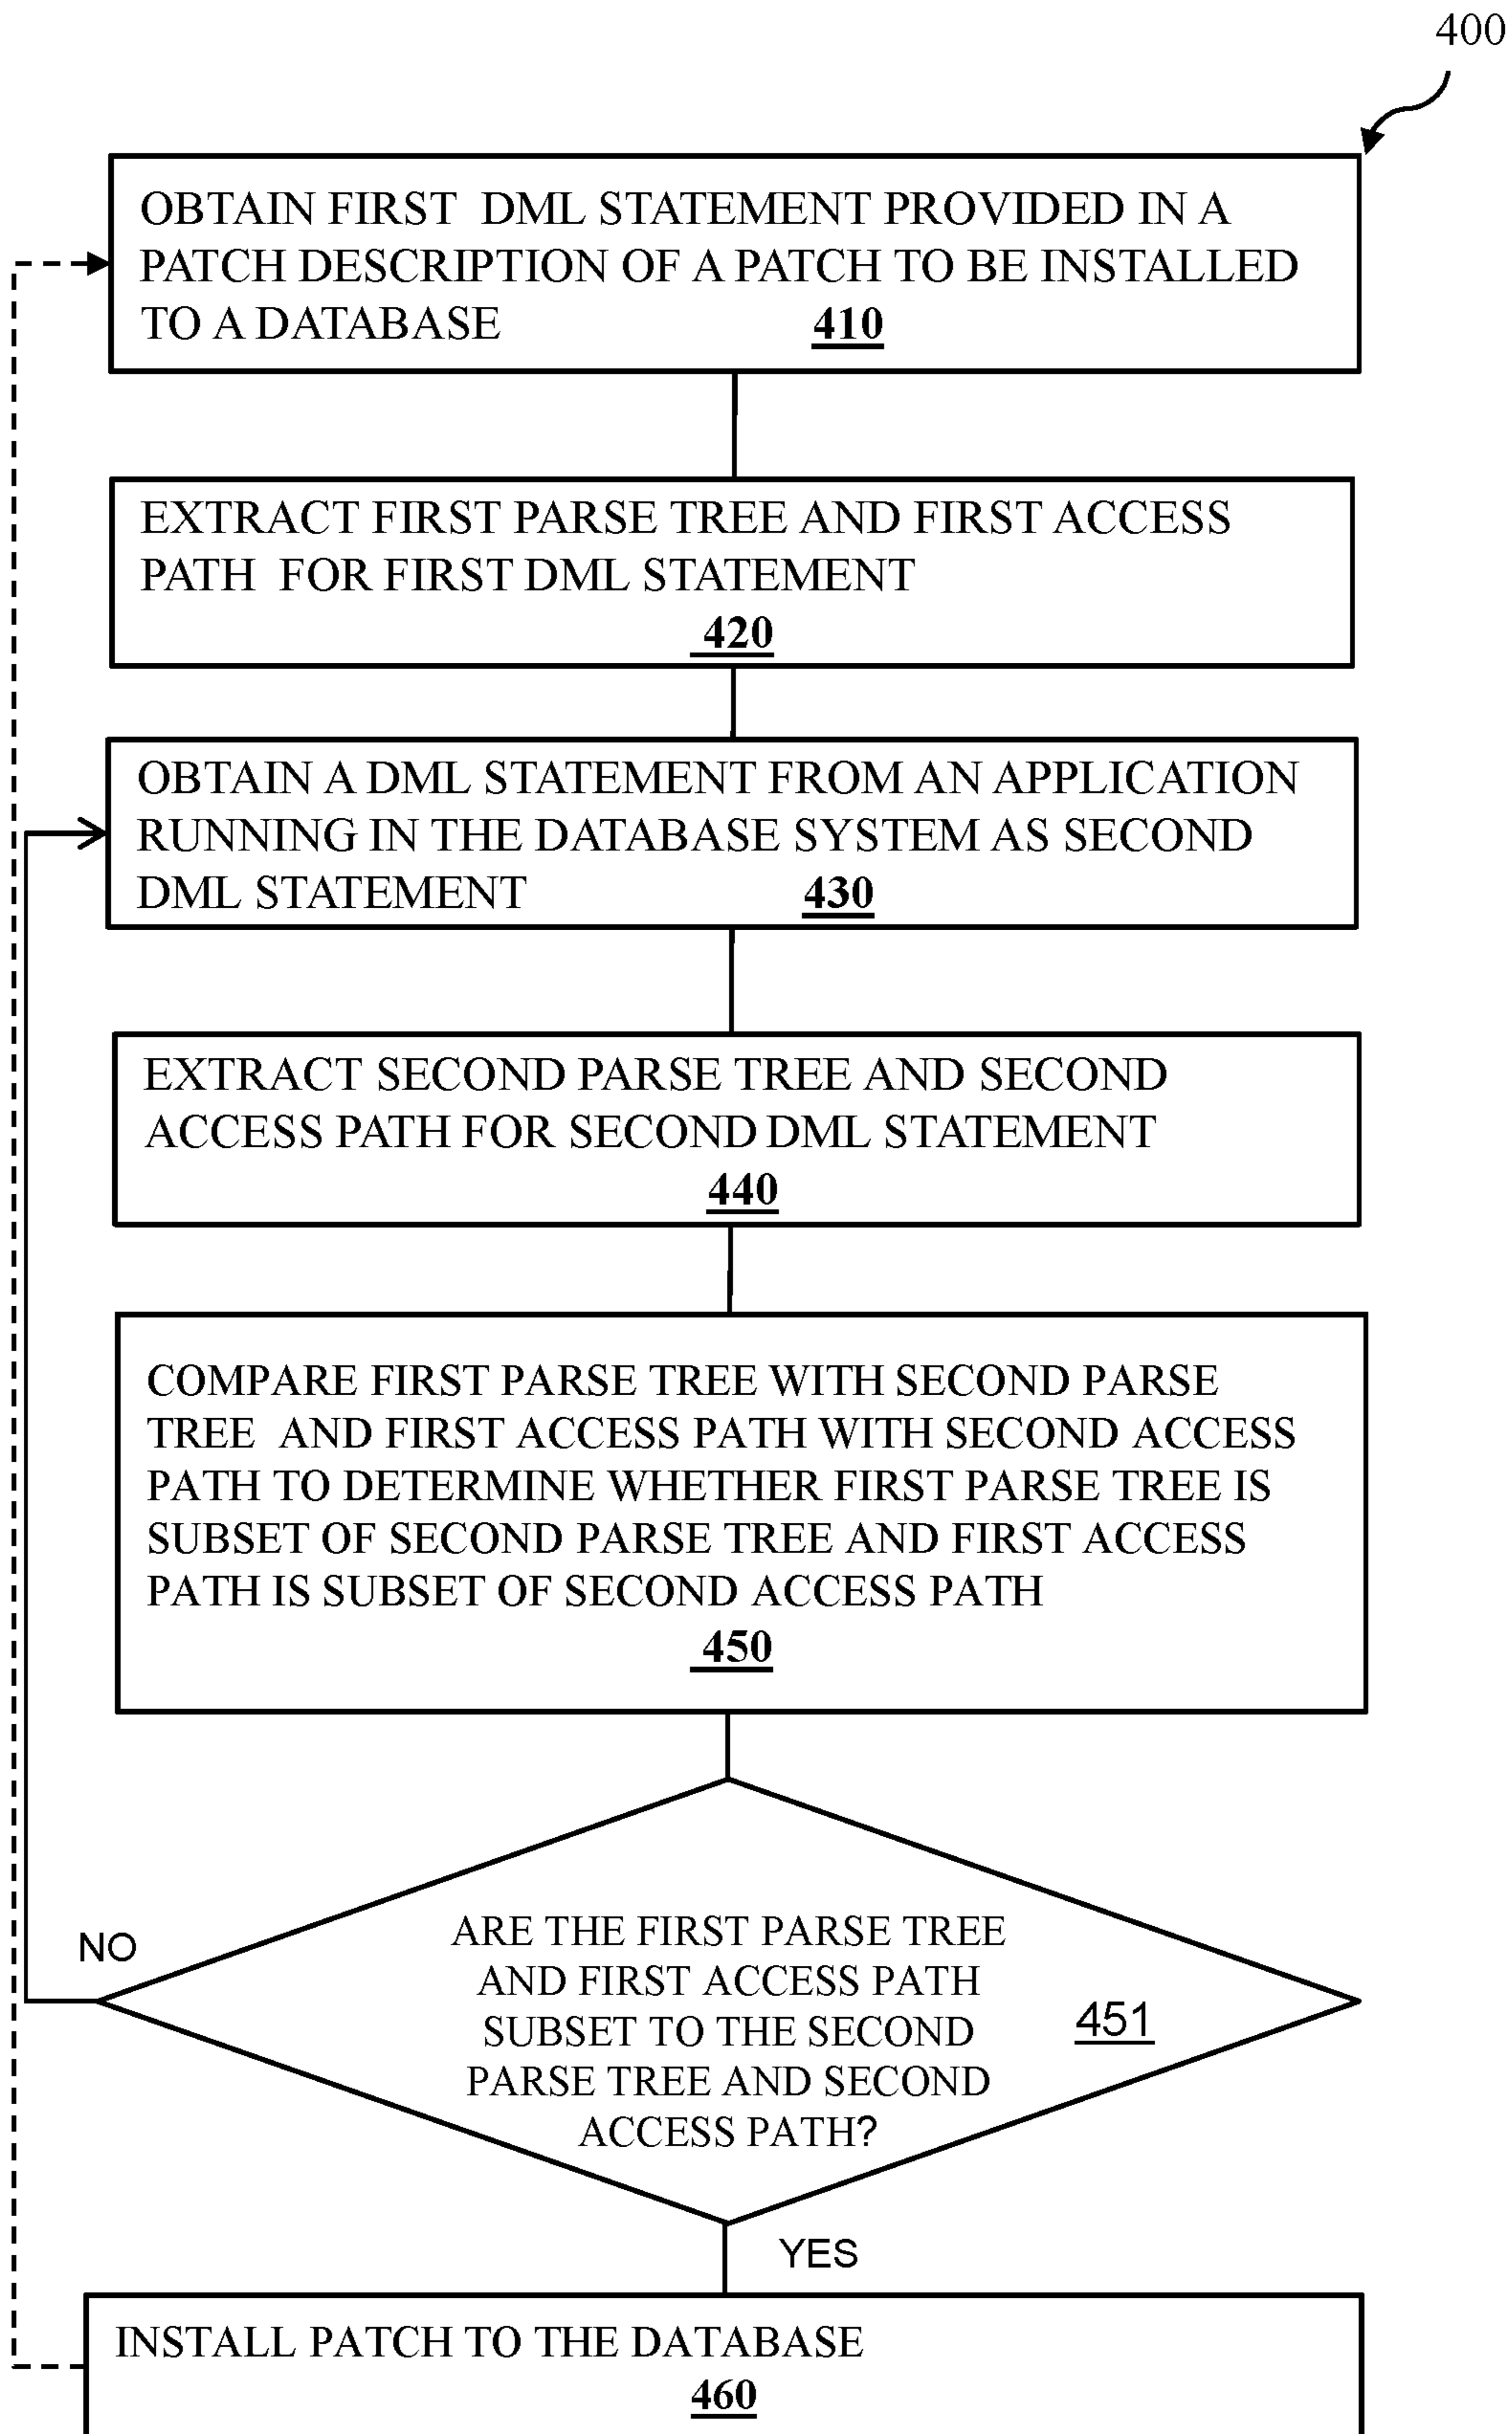 400
OBTAIN FIRST DML STATEMENT PROVIDED IN A
PATCH DESCRIPTION OF A PATCH TO BE INSTALLED
TO A DATABASE 410
EXTRACT FIRST PARSE TREE AND FIRST ACCESS
PATH FOR FIRST DML STATEMENT
420
OBTAIN A DML STATEMENT FROM AN APPLICATION
RUNNING IN THE DATABASE SYSTEM AS SECOND
DML STATEMENT 430
EXTRACT SECOND PARSE TREE AND SECOND
ACCESS PATH FOR SECOND DML STATEMENT
440
COMPARE FIRST PARSE TREE WITH SECOND PARSE
TREE AND FIRST ACCESS PATH WITH SECOND ACCESS
PATH TO DETERMINE WHETHER FIRST PARSE TREE IS
SUBSET OF SECOND PARSE TREE AND FIRST ACCESS
PATH IS SUBSET OF SECOND ACCESS PATH
450
NO
ARE THE FIRST PARSE TREE
AND FIRST ACCESS PATH
SUBSET TO THE SECOND 451
PARSE TREE AND SECOND
ACCESS PATH?
YES
INSTALL PATCH TO THE DATABASE
460